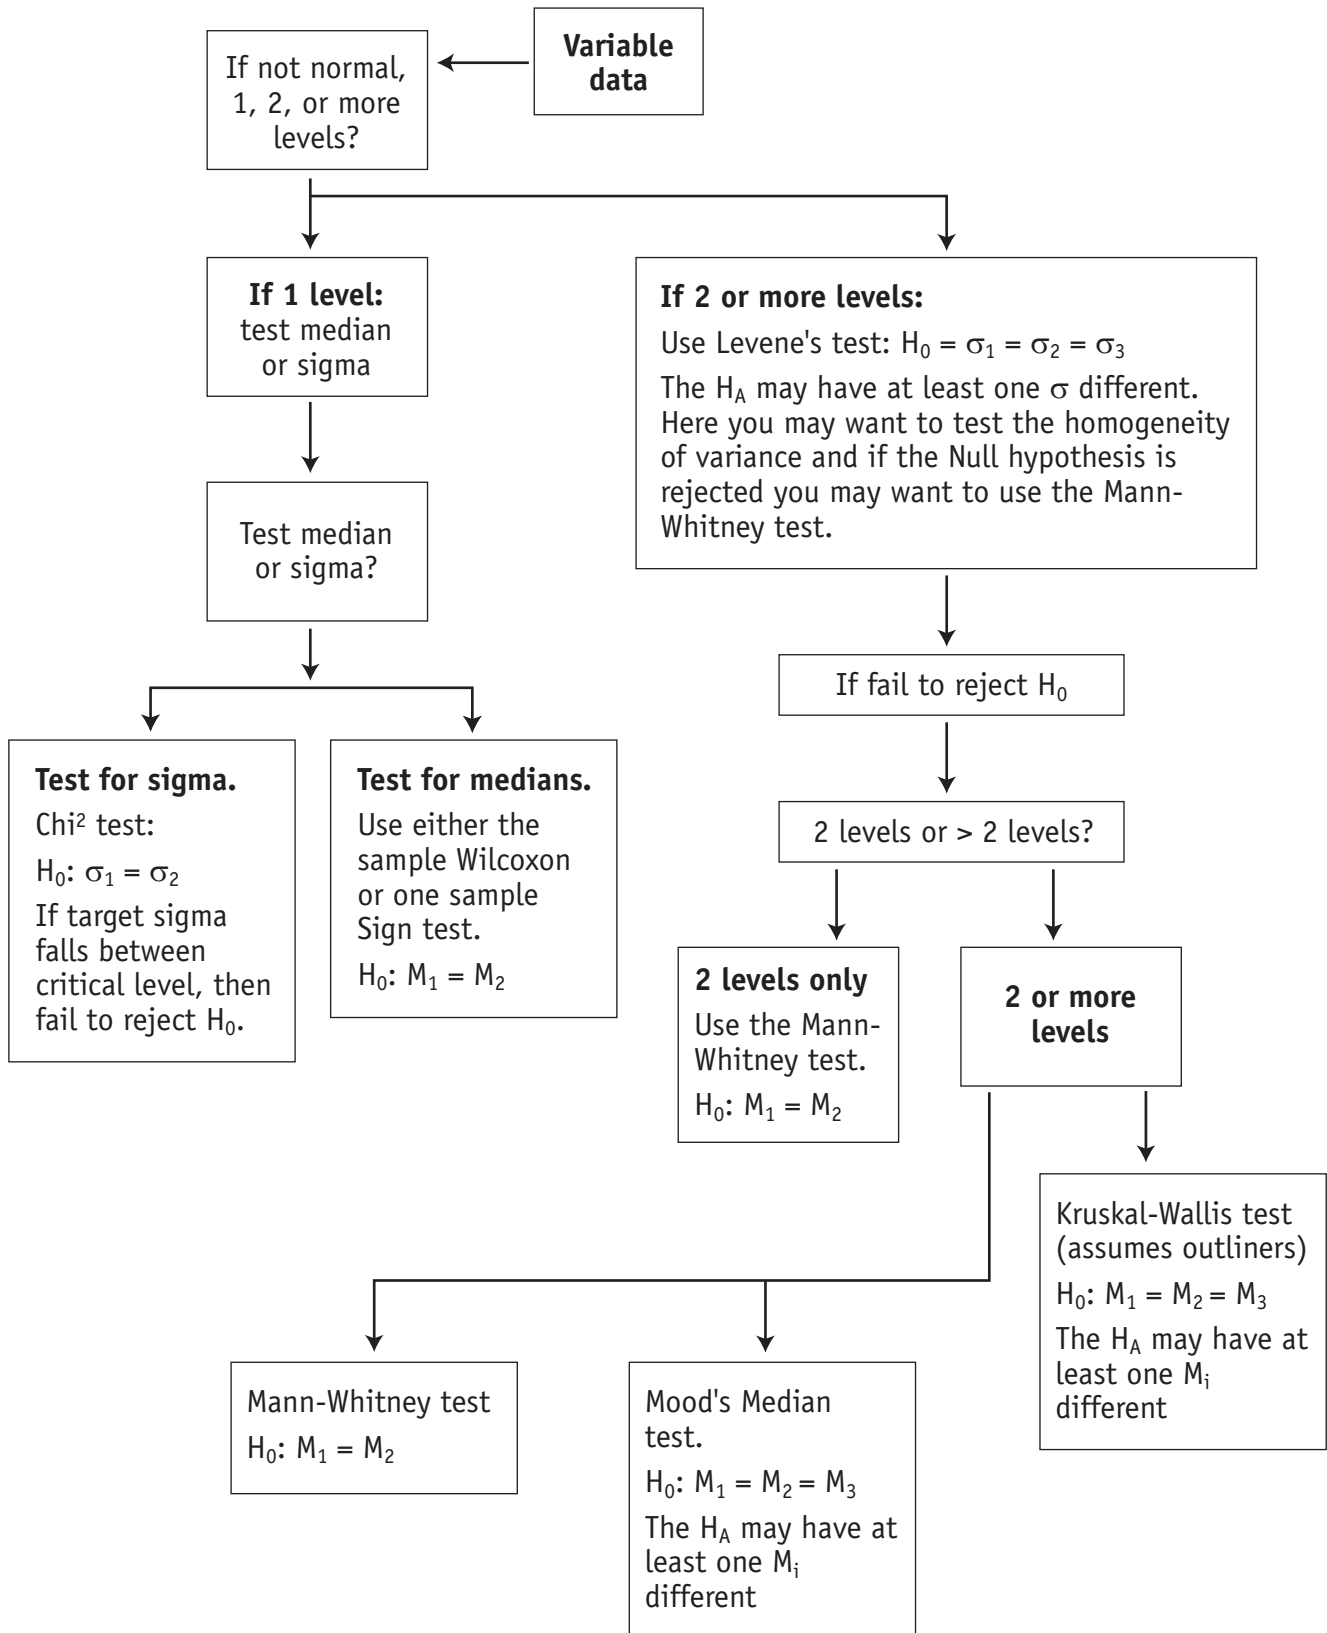 Variable
data
If not normal,
1, 2, or more
levels?
If 1 level:
test median
or sigma
If 2 or more levels:
Use Levene's test: H₀ = σ₁ = σ₂ = σ₃
The Hᴀ may have at least one σ different.
Here you may want to test the homogeneity
of variance and if the Null hypothesis is
rejected you may want to use the Mann-
Whitney test.
Test median
or sigma?
If fail to reject H₀
2 levels or > 2 levels?
Test for sigma.
Chi² test:
H₀: σ₁ = σ₂
If target sigma
falls between
critical level, then
fail to reject H₀.
Test for medians.
Use either the
sample Wilcoxon
or one sample
Sign test.
H₀: M₁ = M₂
2 levels only
Use the Mann-
Whitney test.
H₀: M₁ = M₂
2 or more
levels
Kruskal-Wallis test
(assumes outliners)
H₀: M₁ = M₂ = M₃
The Hᴀ may have at
least one Mᵢ
different
Mann-Whitney test
H₀: M₁ = M₂
Mood's Median
test.
H₀: M₁ = M₂ = M₃
The Hᴀ may have at
least one Mᵢ
different